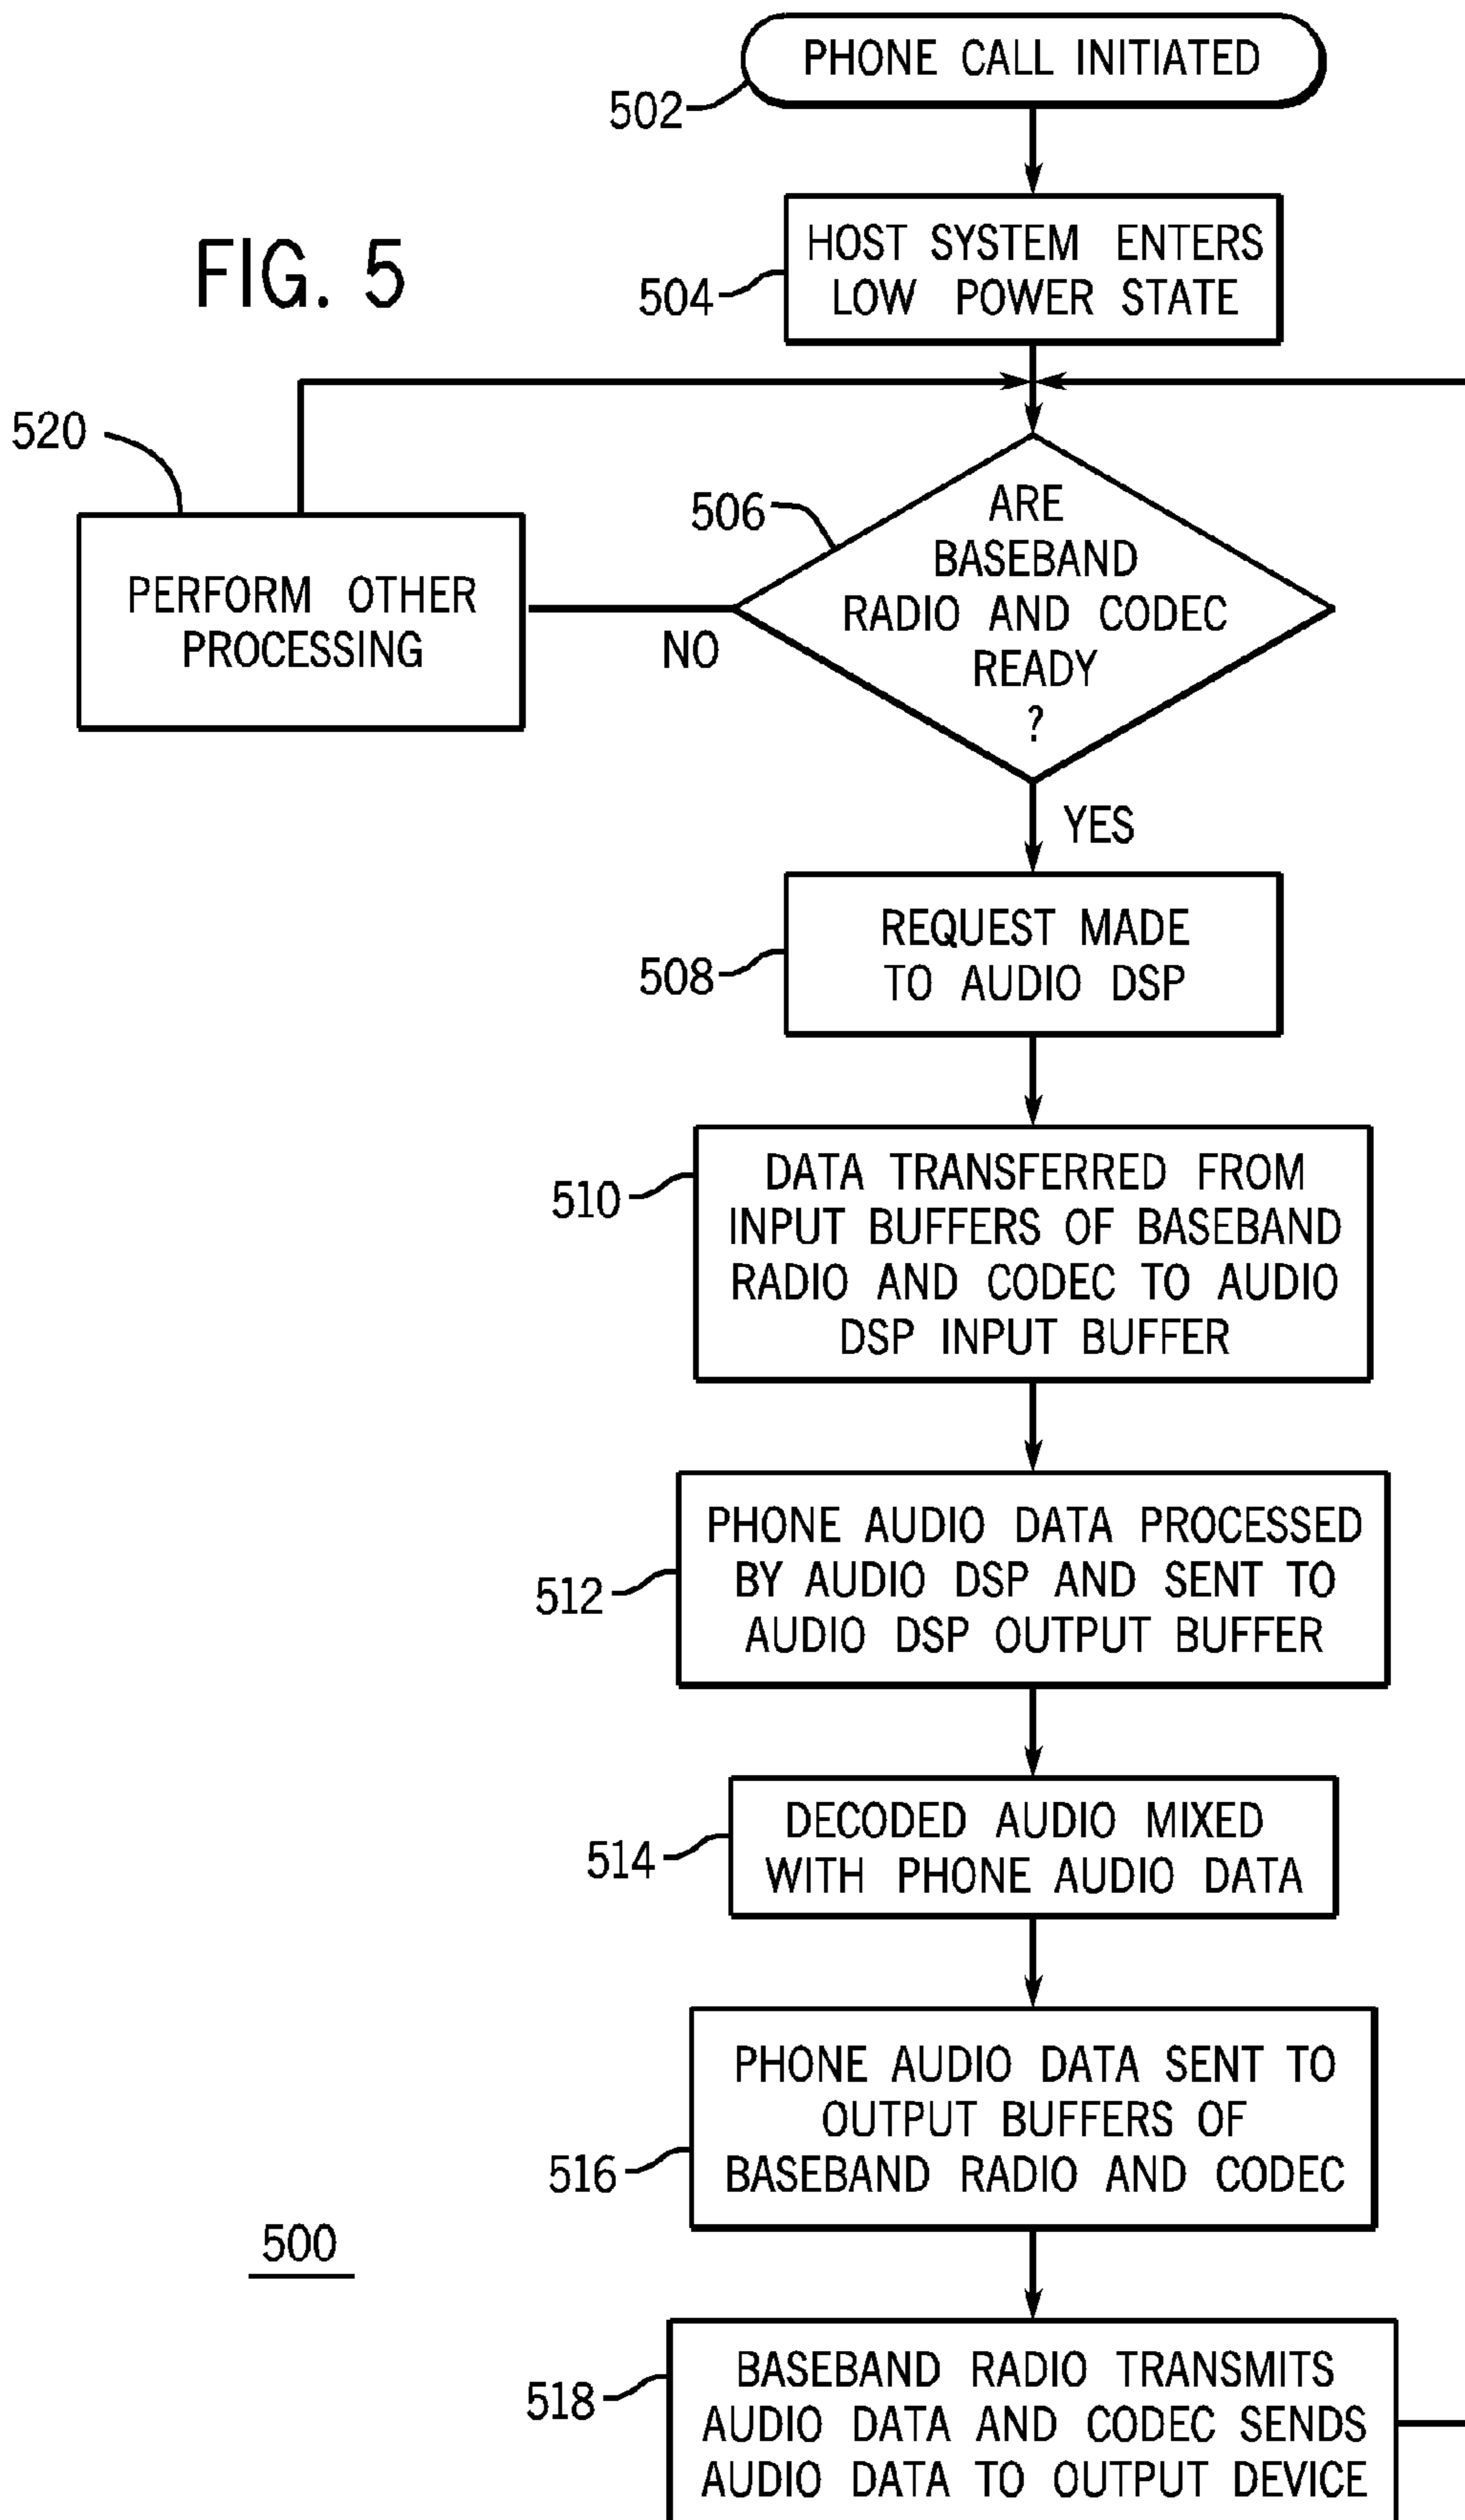 PHONE CALL INITIATED
502
HOST SYSTEM ENTERS
LOW POWER STATE
504
FIG. 5
520
PERFORM OTHER
PROCESSING
506
ARE
BASEBAND
RADIO AND CODEC
READY
?
NO
YES
REQUEST MADE
TO AUDIO DSP
508
DATA TRANSFERRED FROM
INPUT BUFFERS OF BASEBAND
RADIO AND CODEC TO AUDIO
DSP INPUT BUFFER
510
PHONE AUDIO DATA PROCESSED
BY AUDIO DSP AND SENT TO
AUDIO DSP OUTPUT BUFFER
512
DECODED AUDIO MIXED
WITH PHONE AUDIO DATA
514
PHONE AUDIO DATA SENT TO
OUTPUT BUFFERS OF
BASEBAND RADIO AND CODEC
516
500
BASEBAND RADIO TRANSMITS
AUDIO DATA AND CODEC SENDS
AUDIO DATA TO OUTPUT DEVICE
518